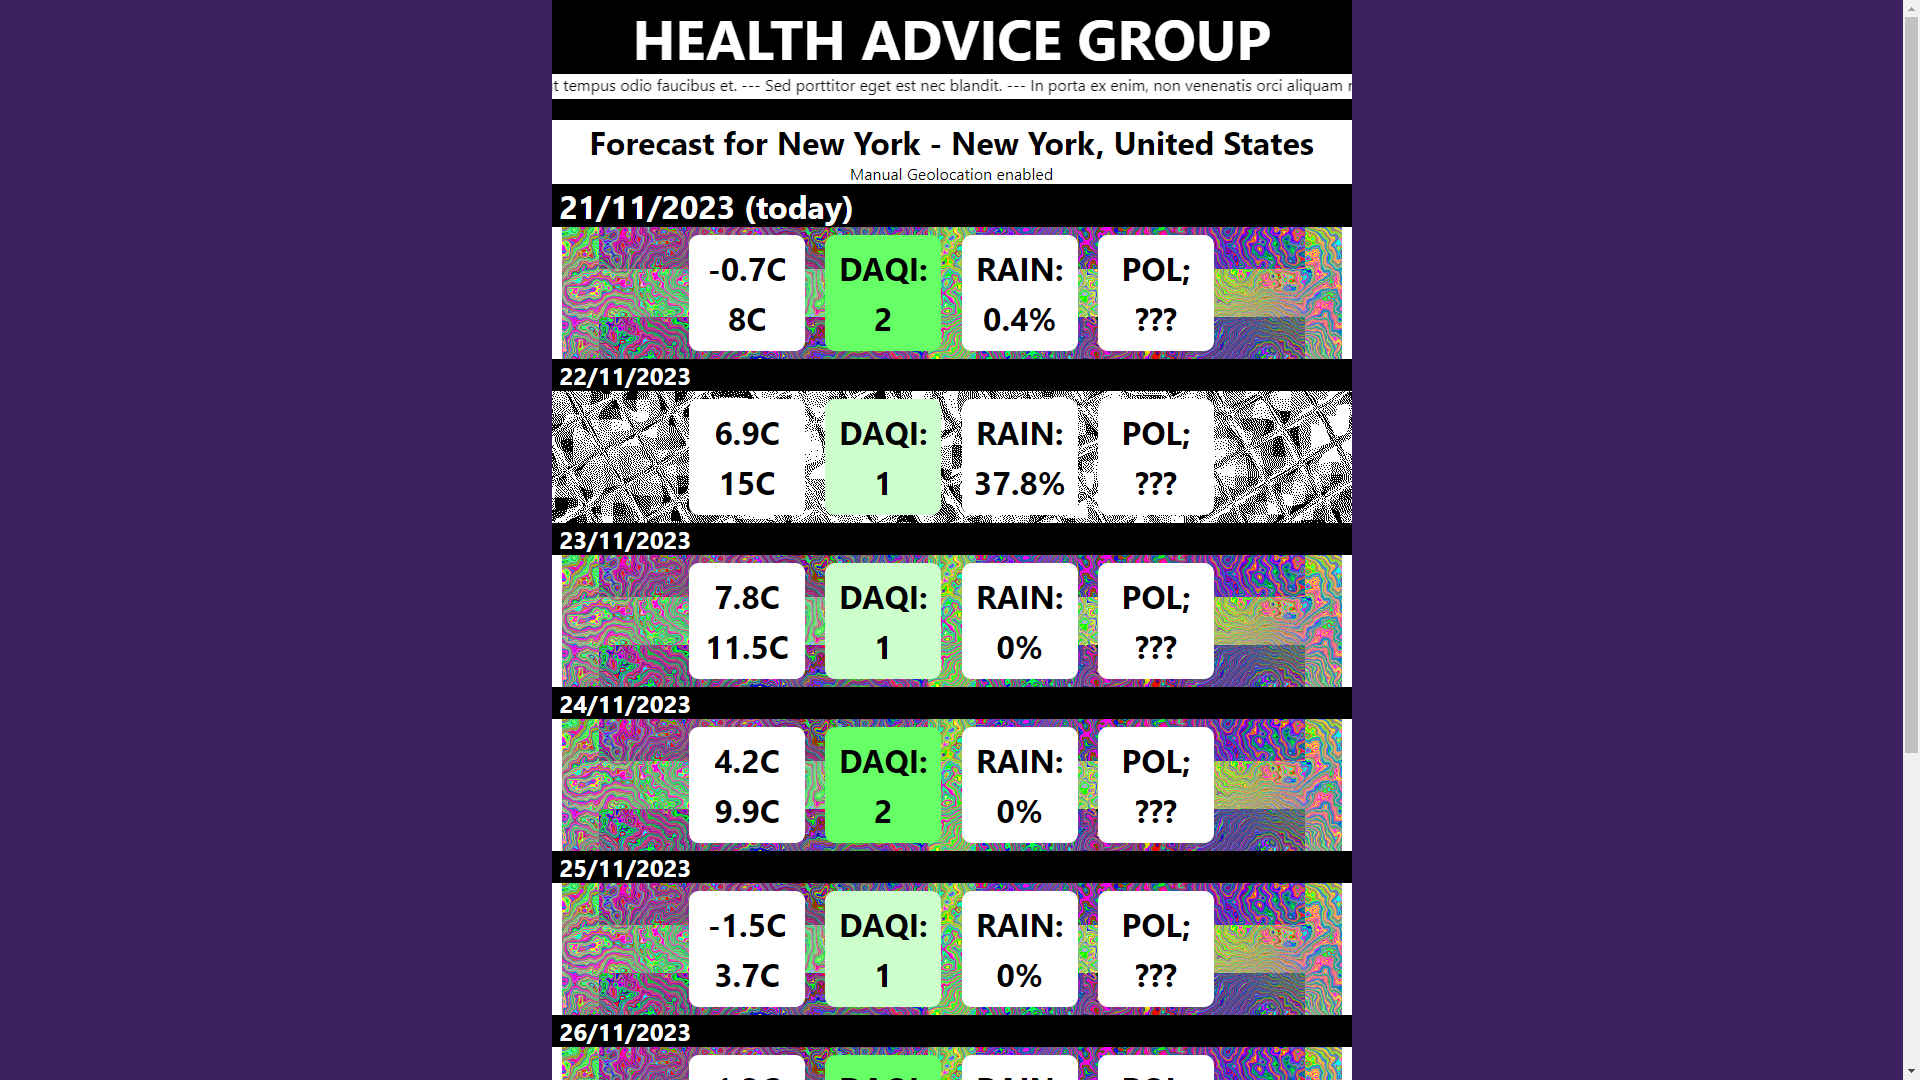 HEALTH ADVICE GROUP
tempus odio faucibus et. --- Sed porttitor eget est nec blandit. --- In porta ex enim, non venenatis orci aliquam
Forecast for New York - New York, United States
Manual Geolocation enabled
21/11/2023 (today)
-0.7C DAQI: RAIN: POL;
8C 2 0.4% ???
22/11/2023
6.9C DAQI: RAIN: POL;
15C 1 37.8% ???
23/11/2023
7.8C DAQI: RAIN: POL;
11.5C 1 0% ???
24/11/2023
4.2C DAQI: RAIN: POL;
9.9C 2 0% ???
25/11/2023
-1.5C DAQI: RAIN: POL;
3.7C 1 0% ???
26/11/2023
DAQI: RAIN: POL;